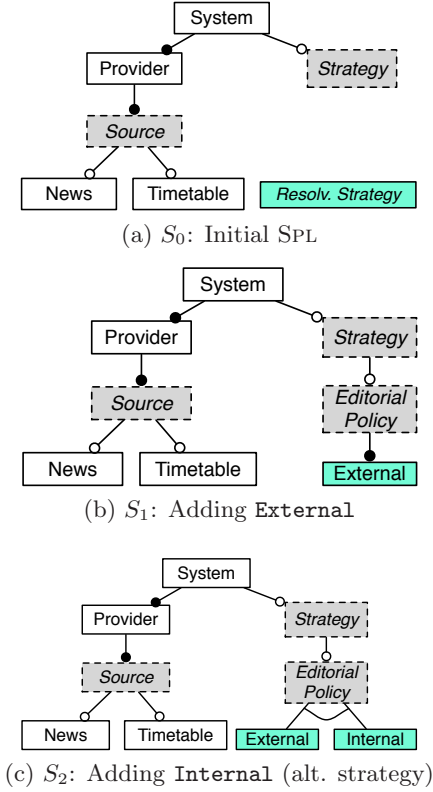 System
Provider
Strategy
Source
News Timetable Resolv. Strategy
(a) S0: Initial SPL
System
Provider
Strategy
Source
Editorial
Policy
News Timetable External
(b) S1: Adding External
System
Provider
Strategy
Source
Editorial
Policy
News Timetable External Internal
(c) S2: Adding Internal (alt. strategy)